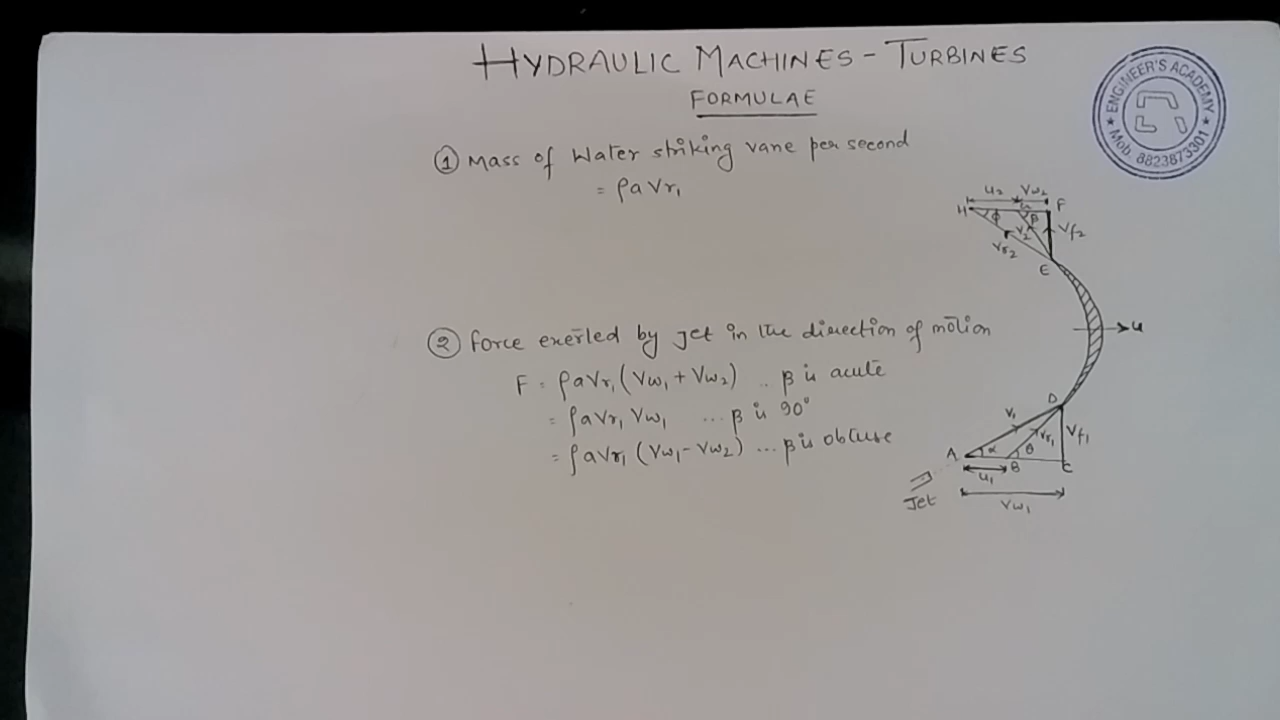 HYDRAULIC MACHINES - TURBINES
FORMULAE
① Mass of Water striking vane per second
= ρaVr₁
② Force exerted by jet in the direction of motion
F = ρaVr₁ (Vw₁ + Vw₂) .. β is acute
= ρaVr₁ Vw₁ ... β is 90°
= ρaVr₁ (Vw₁ - Vw₂) ... β is obtuse
ENGINEER'S ACADEMY
★ Mob. 8823873301 ★
u₂ Vw₂
H G F
ϕ β
V₂ Vf₂
Vr₂
E
u
D
V₁ Vr₁ Vf₁
A α θ
B C
u₁
Jet
Vw₁